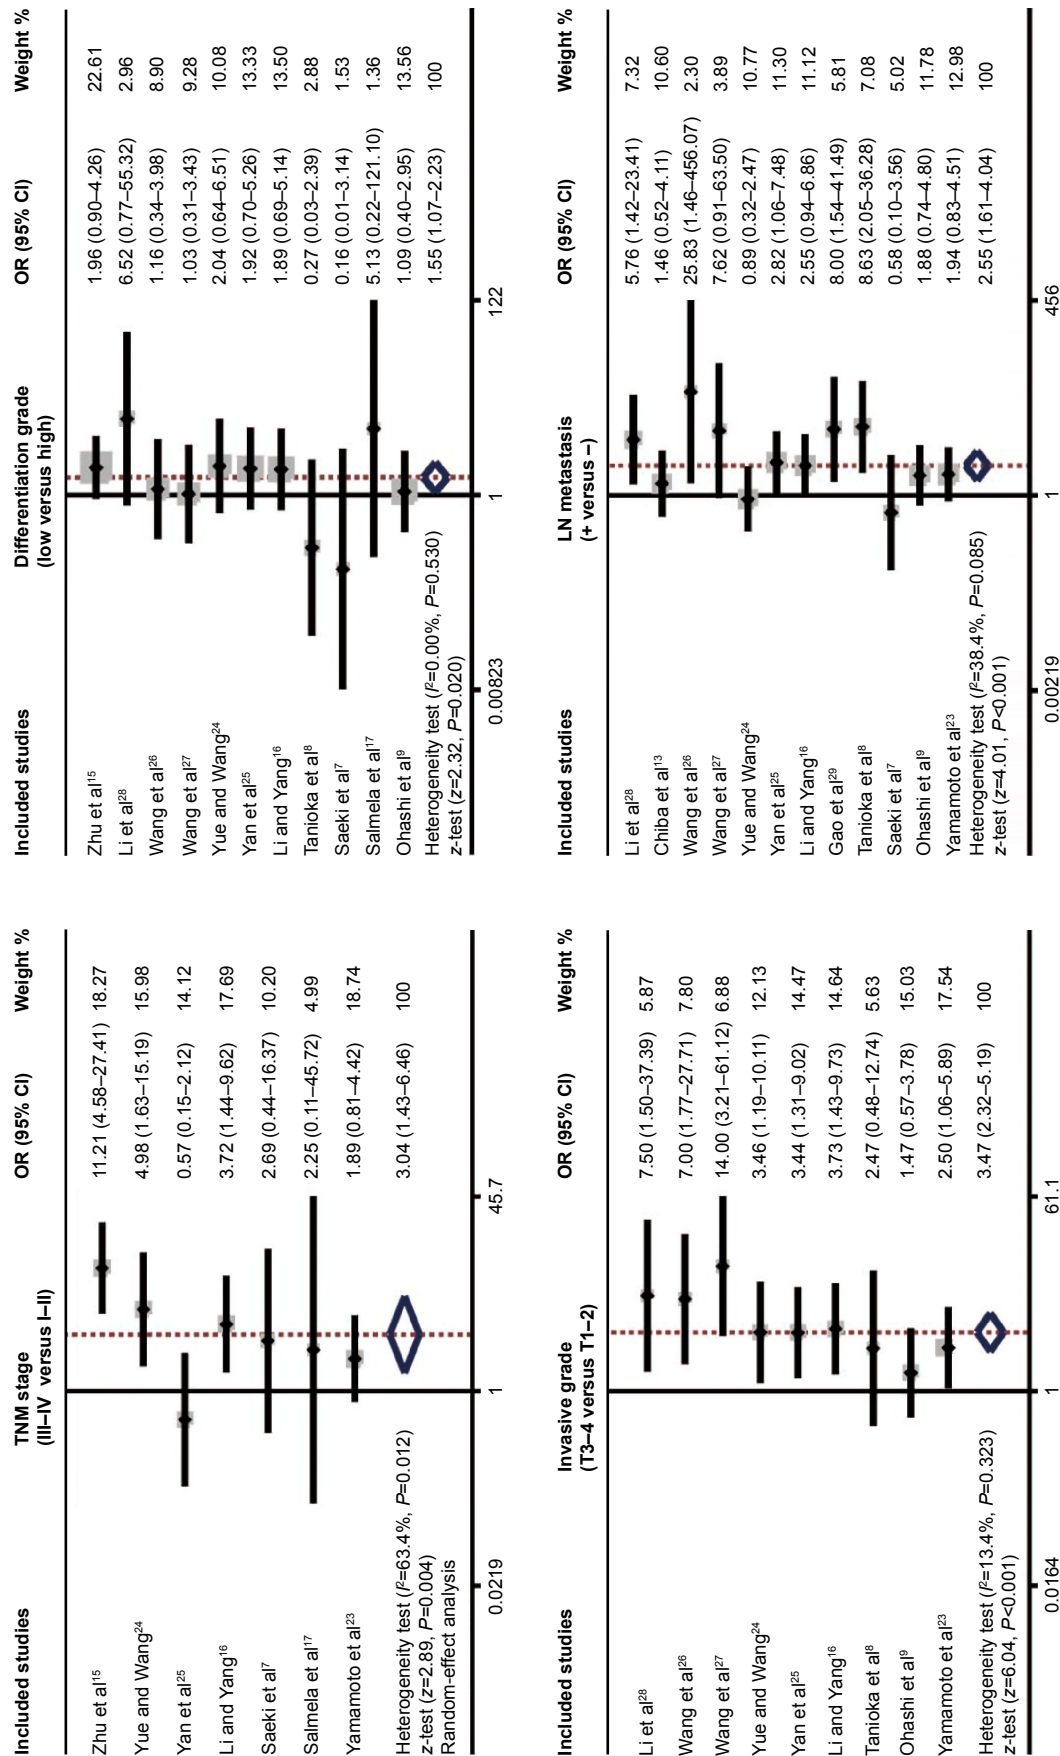 Included studies TNM stage (III–IV versus I–II) OR (95% CI) Weight %
Zhu et al15 11.21 (4.58–27.41) 18.27
Yue and Wang24 4.98 (1.63–15.19) 15.98
Yan et al25 0.57 (0.15–2.12) 14.12
Li and Yang16 3.72 (1.44–9.62) 17.69
Saeki et al7 2.69 (0.44–16.37) 10.20
Salmela et al17 2.25 (0.11–45.72) 4.99
Yamamoto et al23 1.89 (0.81–4.42) 18.74
Heterogeneity test (I2=63.4%, P=0.012) 3.04 (1.43–6.46) 100
z-test (z=2.89, P=0.004)
Random-effect analysis
0.0219 1 45.7
Included studies Differentiation grade (low versus high) OR (95% CI) Weight %
Zhu et al15 1.96 (0.90–4.26) 22.61
Li et al28 6.52 (0.77–55.32) 2.96
Wang et al26 1.16 (0.34–3.98) 8.90
Wang et al27 1.03 (0.31–3.43) 9.28
Yue and Wang24 2.04 (0.64–6.51) 10.08
Yan et al25 1.92 (0.70–5.26) 13.33
Li and Yang16 1.89 (0.69–5.14) 13.50
Tanioka et al8 0.27 (0.03–2.39) 2.88
Saeki et al7 0.16 (0.01–3.14) 1.53
Salmela et al17 5.13 (0.22–121.10) 1.36
Ohashi et al9 1.09 (0.40–2.95) 13.56
Heterogeneity test (I2=0.00%, P=0.530) 1.55 (1.07–2.23) 100
z-test (z=2.32, P=0.020)
0.00823 1 122
Included studies Invasive grade (T3–4 versus T1–2) OR (95% CI) Weight %
Li et al28 7.50 (1.50–37.39) 5.87
Wang et al26 7.00 (1.77–27.71) 7.80
Wang et al27 14.00 (3.21–61.12) 6.88
Yue and Wang24 3.46 (1.19–10.11) 12.13
Yan et al25 3.44 (1.31–9.02) 14.47
Li and Yang16 3.73 (1.43–9.73) 14.64
Tanioka et al8 2.47 (0.48–12.74) 5.63
Ohashi et al9 1.47 (0.57–3.78) 15.03
Yamamoto et al23 2.50 (1.06–5.89) 17.54
Heterogeneity test (I2=13.4%, P=0.323) 3.47 (2.32–5.19) 100
z-test (z=6.04, P<0.001)
0.0164 1 61.1
Included studies LN metastasis (+ versus –) OR (95% CI) Weight %
Li et al28 5.76 (1.42–23.41) 7.32
Chiba et al13 1.46 (0.52–4.11) 10.60
Wang et al26 25.83 (1.46–456.07) 2.30
Wang et al27 7.62 (0.91–63.50) 3.89
Yue and Wang24 0.89 (0.32–2.47) 10.77
Yan et al25 2.82 (1.06–7.48) 11.30
Li and Yang16 2.55 (0.94–6.86) 11.12
Gao et al29 8.00 (1.54–41.49) 5.81
Tanioka et al8 8.63 (2.05–36.28) 7.08
Saeki et al7 0.58 (0.10–3.56) 5.02
Ohashi et al9 1.88 (0.74–4.80) 11.78
Yamamoto et al23 1.94 (0.83–4.51) 12.98
Heterogeneity test (I2=38.4%, P=0.085) 2.55 (1.61–4.04) 100
z-test (z=4.01, P<0.001)
0.00219 1 456